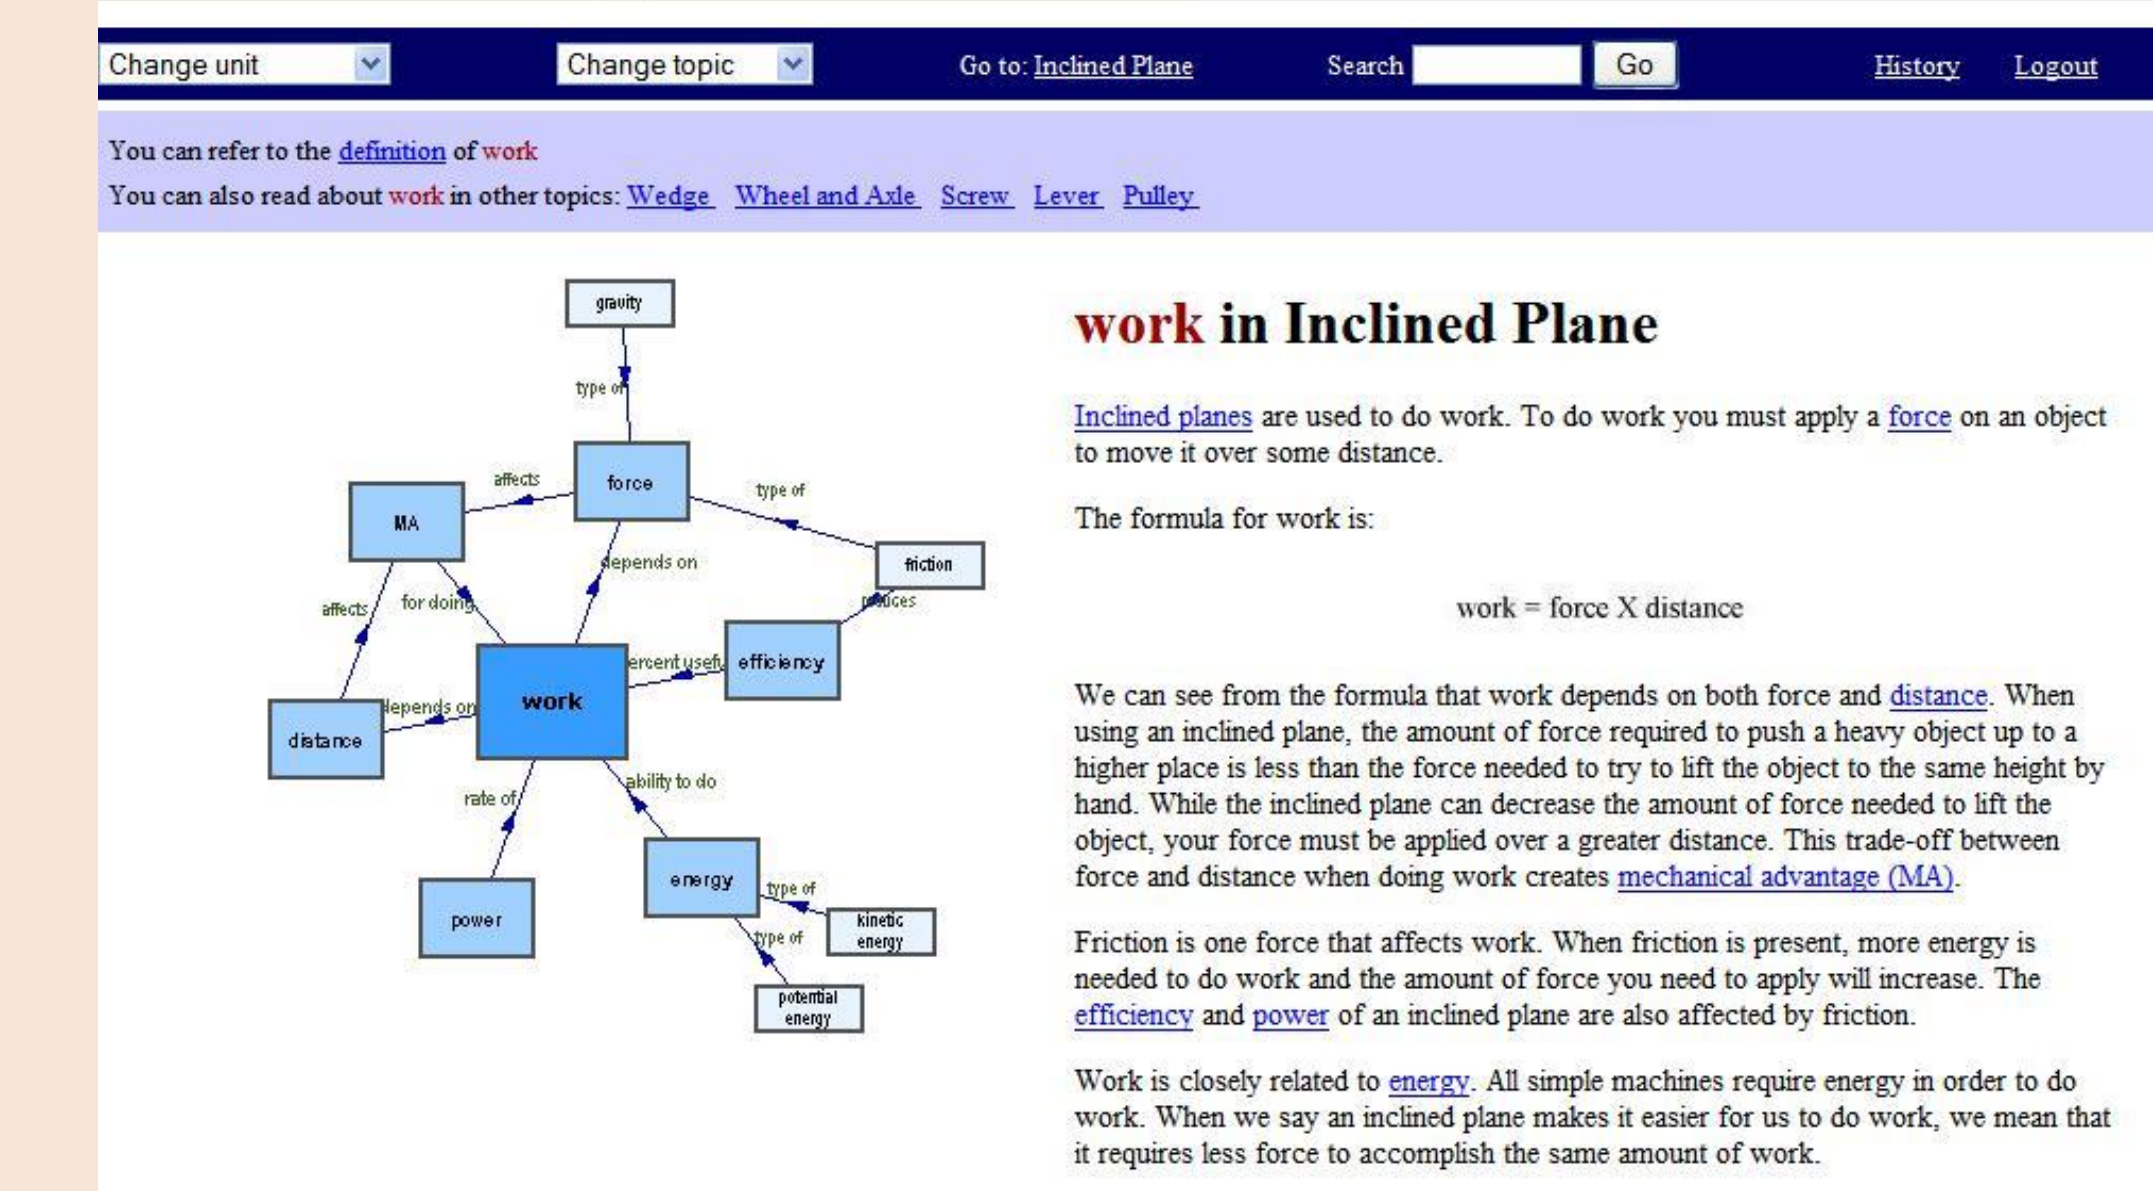 Change unit Change topic Go to: Inclined Plane Search Go History Logout
You can refer to the definition of work
You can also read about work in other topics: Wedge Wheel and Axle Screw Lever Pulley
gravity
type of
force
affects
type of
MA
depends on
friction
affects
for doing
reduces
efficiency
ercent usefu
work
depends on
distance
ability to do
rate of
energy
type of
power
kinetic
energy
type of
potential
energy
work in Inclined Plane
Inclined planes are used to do work. To do work you must apply a force on an object
to move it over some distance.
The formula for work is:
work = force X distance
We can see from the formula that work depends on both force and distance. When
using an inclined plane, the amount of force required to push a heavy object up to a
higher place is less than the force needed to try to lift the object to the same height by
hand. While the inclined plane can decrease the amount of force needed to lift the
object, your force must be applied over a greater distance. This trade-off between
force and distance when doing work creates mechanical advantage (MA).
Friction is one force that affects work. When friction is present, more energy is
needed to do work and the amount of force you need to apply will increase. The
efficiency and power of an inclined plane are also affected by friction.
Work is closely related to energy. All simple machines require energy in order to do
work. When we say an inclined plane makes it easier for us to do work, we mean that
it requires less force to accomplish the same amount of work.